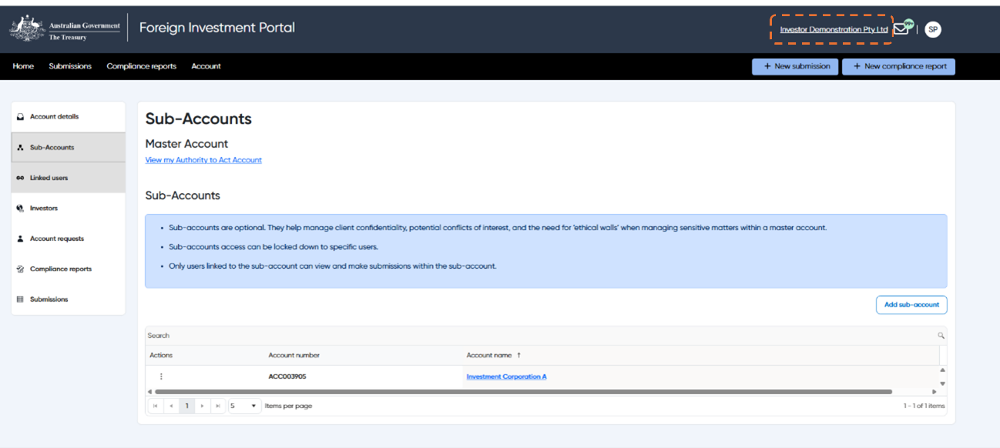 Australian Government
The Treasury
Foreign Investment Portal
Investor Demonstration Pty Ltd
SP
Home Submissions Compliance reports Account
+ New submission + New compliance report
Account details
Sub-Accounts
Linked users
Investors
Account requests
Compliance reports
Submissions
Sub-Accounts
Master Account
View my Authority to Act Account
Sub-Accounts
• Sub-accounts are optional. They help manage client confidentiality, potential conflicts of interest, and the need for 'ethical walls' when managing sensitive matters within a master account.
• Sub-accounts access can be locked down to specific users.
• Only users linked to the sub-account can view and make submissions within the sub-account.
Add sub-account
Search
Actions Account number Account name ↑
ACC003905 Investment Corporation A
1 5 Items per page 1 - 1 of 1 items